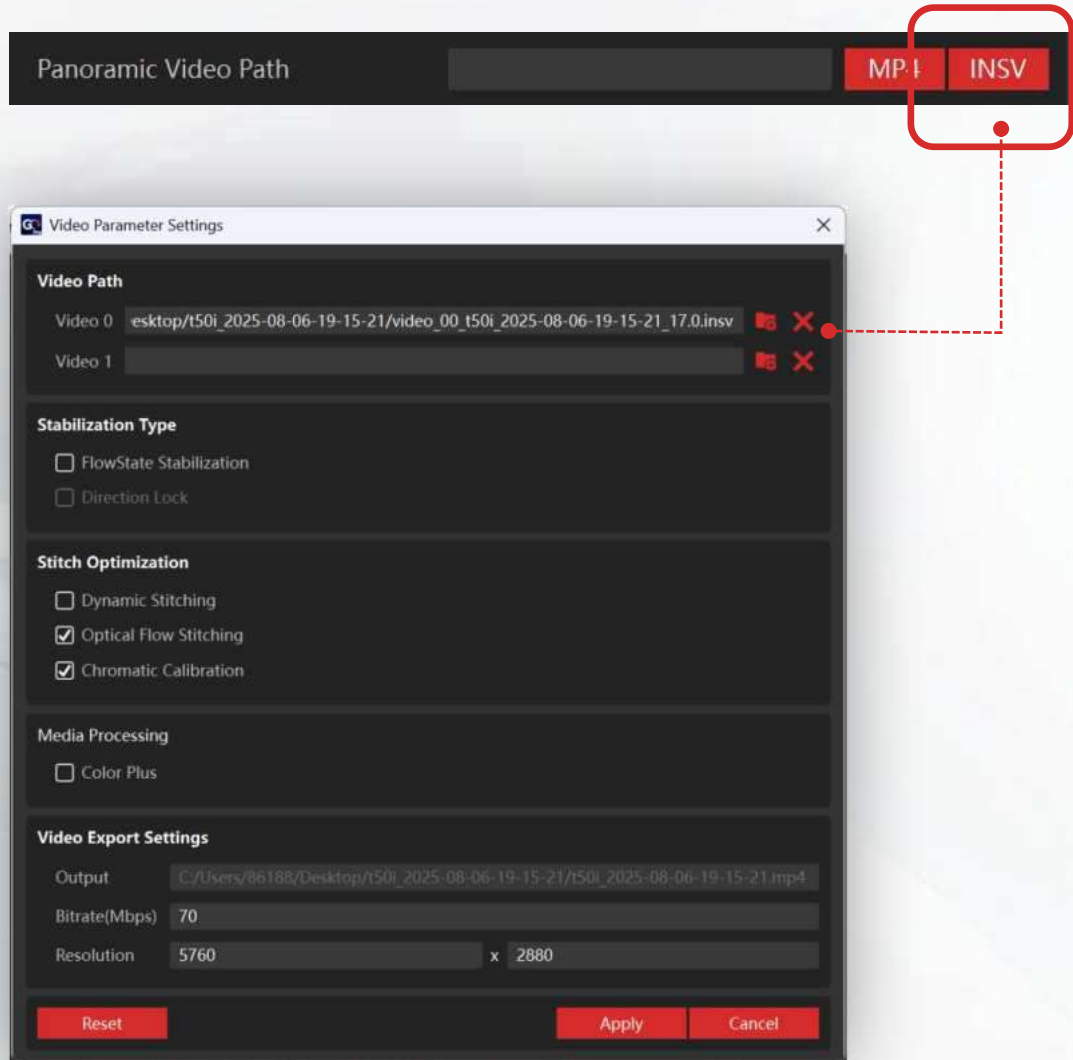 Panoramic Video Path MP4 INSV
Video Parameter Settings
Video Path
Video 0 esktop/t50i_2025-08-06-19-15-21/video_00_t50i_2025-08-06-19-15-21_17.0.insv
Video 1
Stabilization Type
FlowState Stabilization
Direction Lock
Stitch Optimization
Dynamic Stitching
Optical Flow Stitching
Chromatic Calibration
Media Processing
Color Plus
Video Export Settings
Output C:/Users/86188/Desktop/t50i_2025-08-06-19-15-21/t50i_2025-08-06-19-15-21.mp4
Bitrate(Mbps) 70
Resolution 5760 x 2880
Reset Apply Cancel